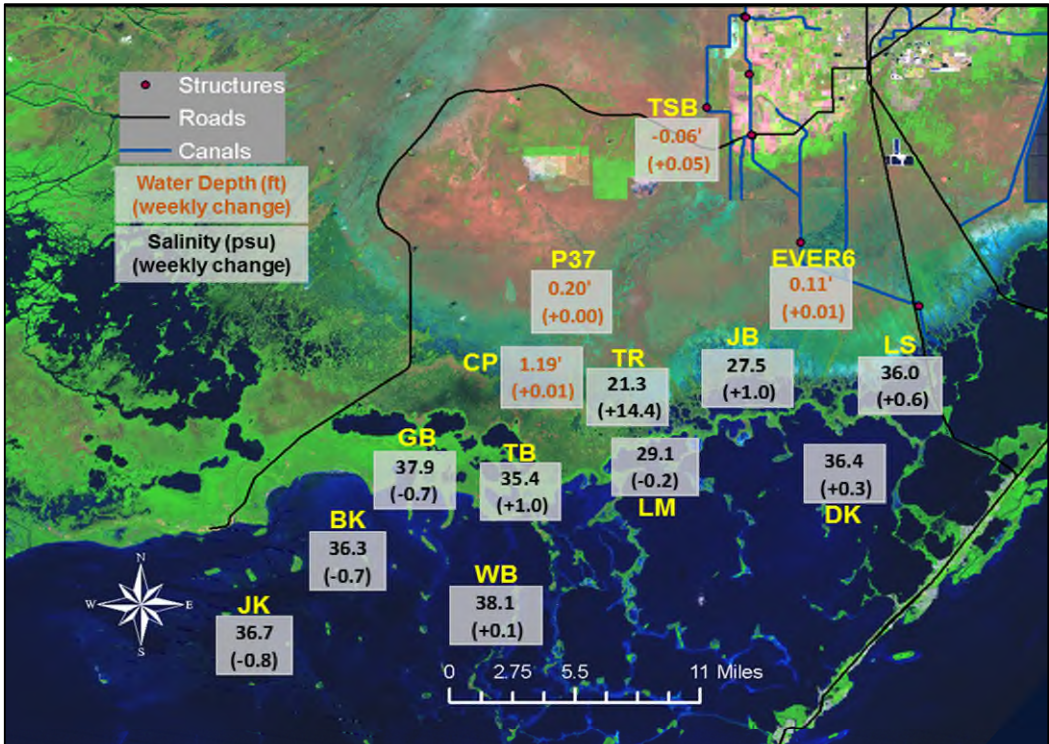 Structures
Roads
Canals
Water Depth (ft)
(weekly change)
Salinity (psu)
(weekly change)
TSB
-0.06'
(+0.05)
P37
0.20'
(+0.00)
EVER6
0.11'
(+0.01)
CP
1.19'
(+0.01)
TR
21.3
(+14.4)
JB
27.5
(+1.0)
LS
36.0
(+0.6)
GB
37.9
(-0.7)
TB
35.4
(+1.0)
29.1
(-0.2)
LM
36.4
(+0.3)
DK
BK
36.3
(-0.7)
WB
38.1
(+0.1)
JK
36.7
(-0.8)
N
W
E
S
0 2.75 5.5 11 Miles